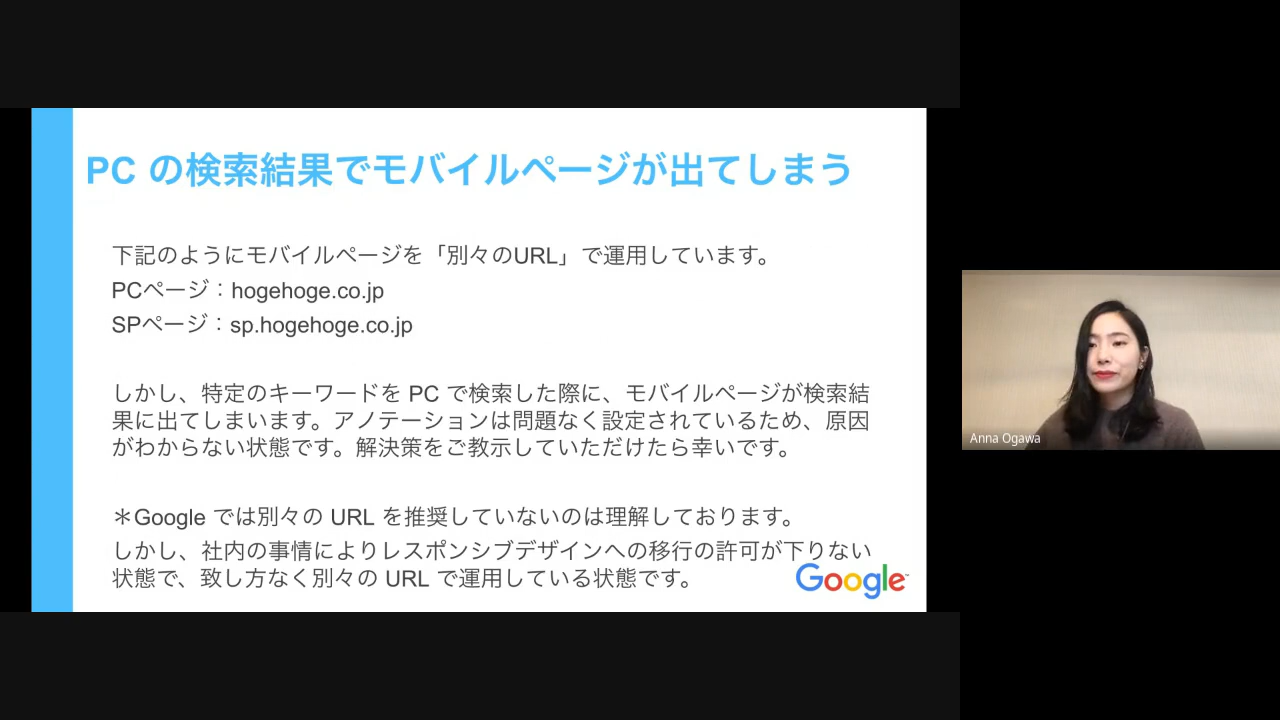 PC の検索結果でモバイルページが出てしまう
下記のようにモバイルページを「別々のURL」で運用しています。
PCページ：hogehoge.co.jp
SPページ：sp.hogehoge.co.jp
しかし、特定のキーワードを PC で検索した際に、モバイルページが検索結
果に出てしまいます。アノテーションは問題なく設定されているため、原因
がわからない状態です。解決策をご教示していただけたら幸いです。
＊Google では別々の URL を推奨していないのは理解しております。
しかし、社内の事情によりレスポンシブデザインへの移行の許可が下りない
状態で、致し方なく別々の URL で運用している状態です。
Google
Anna Ogawa